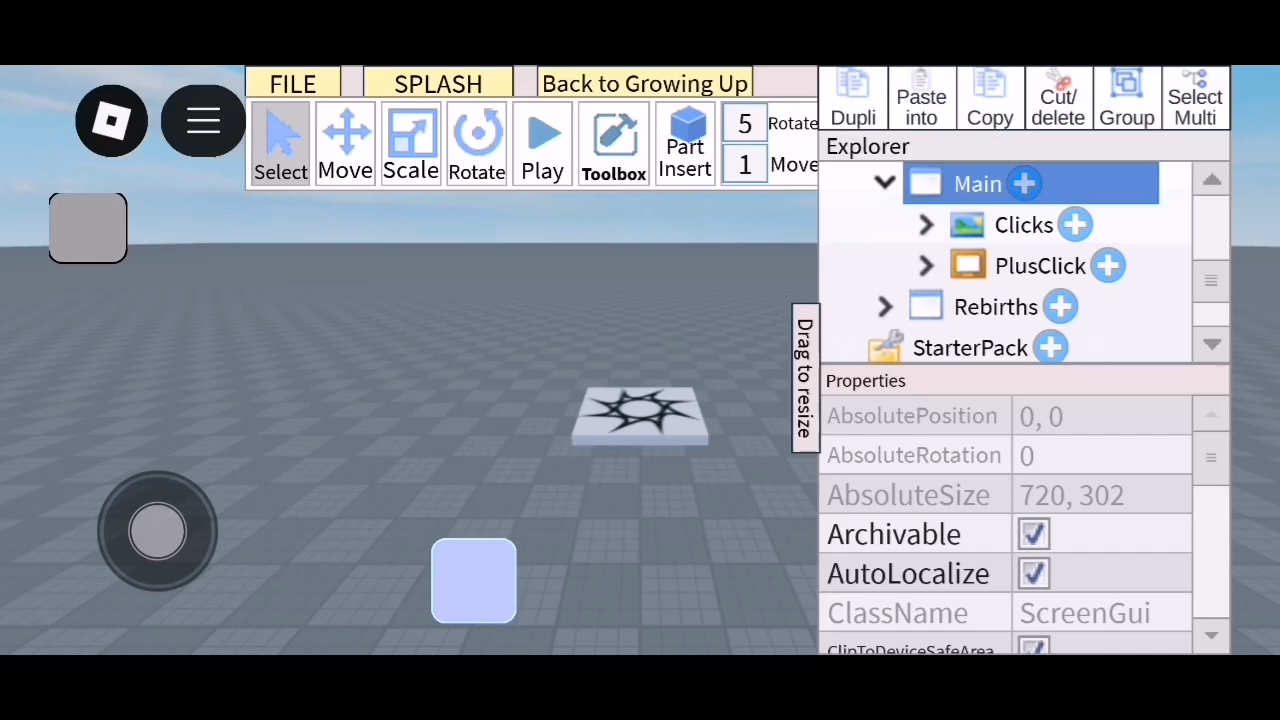 FILE
SPLASH
Back to Growing Up
Select
Move
Scale
Rotate
Play
Toolbox
Part
Insert
5
Rotate
1
Move
Dupli
Paste
into
Copy
Cut/
delete
Group
Select
Multi
Explorer
Main
Clicks
PlusClick
Rebirths
StarterPack
Drag to resize
Properties
AbsolutePosition 0, 0
AbsoluteRotation 0
AbsoluteSize 720, 302
Archivable
AutoLocalize
ClassName ScreenGui
ClipToDeviceSafeArea